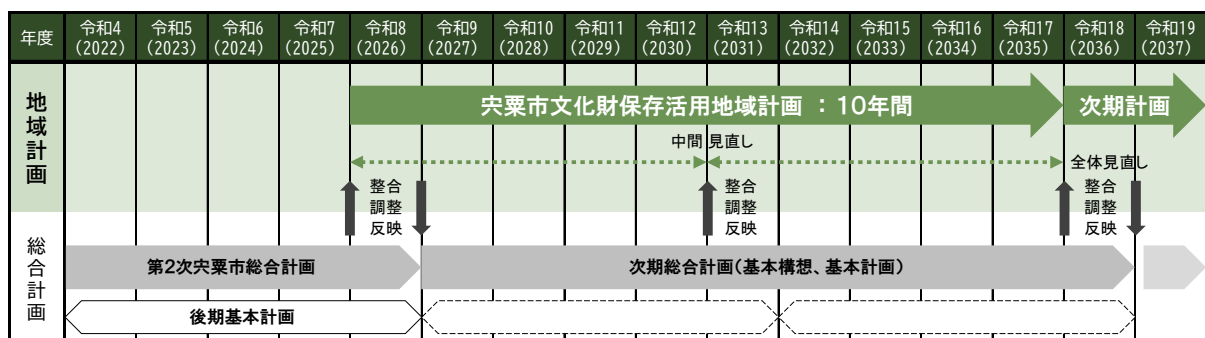 年度
令和4
(2022)
令和5
(2023)
令和6
(2024)
令和7
(2025)
令和8
(2026)
令和9
(2027)
令和10
(2028)
令和11
(2029)
令和12
(2030)
令和13
(2031)
令和14
(2032)
令和15
(2033)
令和16
(2034)
令和17
(2035)
令和18
(2036)
令和19
(2037)
地域計画
宍粟市文化財保存活用地域計画 ：10年間
次期計画
中間見直し
全体見直し
整合
調整
反映
整合
調整
反映
整合
調整
反映
総合計画
第2次宍粟市総合計画
次期総合計画(基本構想、基本計画)
後期基本計画